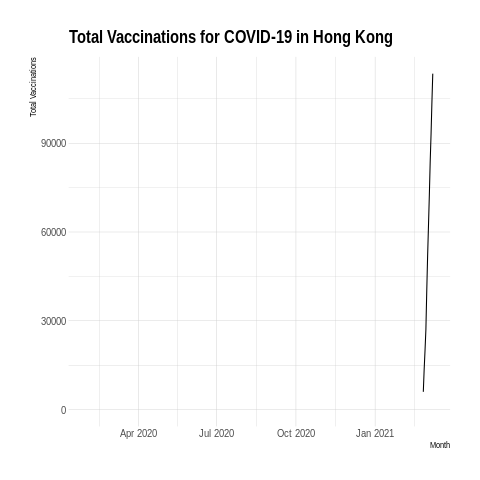 Total Vaccinations for COVID-19 in Hong Kong
Total Vaccinations
90000
60000
30000
0
Apr 2020 Jul 2020 Oct 2020 Jan 2021
Month